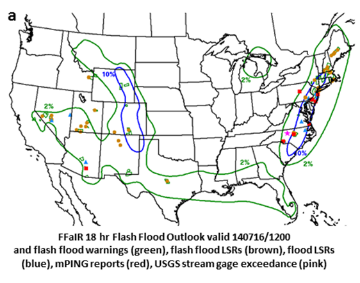 a
10%
2%
2%
2%
2%
10%
2%
FFaIR 18 hr Flash Flood Outlook valid 140716/1200
and flash flood warnings (green), flash flood LSRs (brown), flood LSRs
(blue), mPING reports (red), USGS stream gage exceedance (pink)